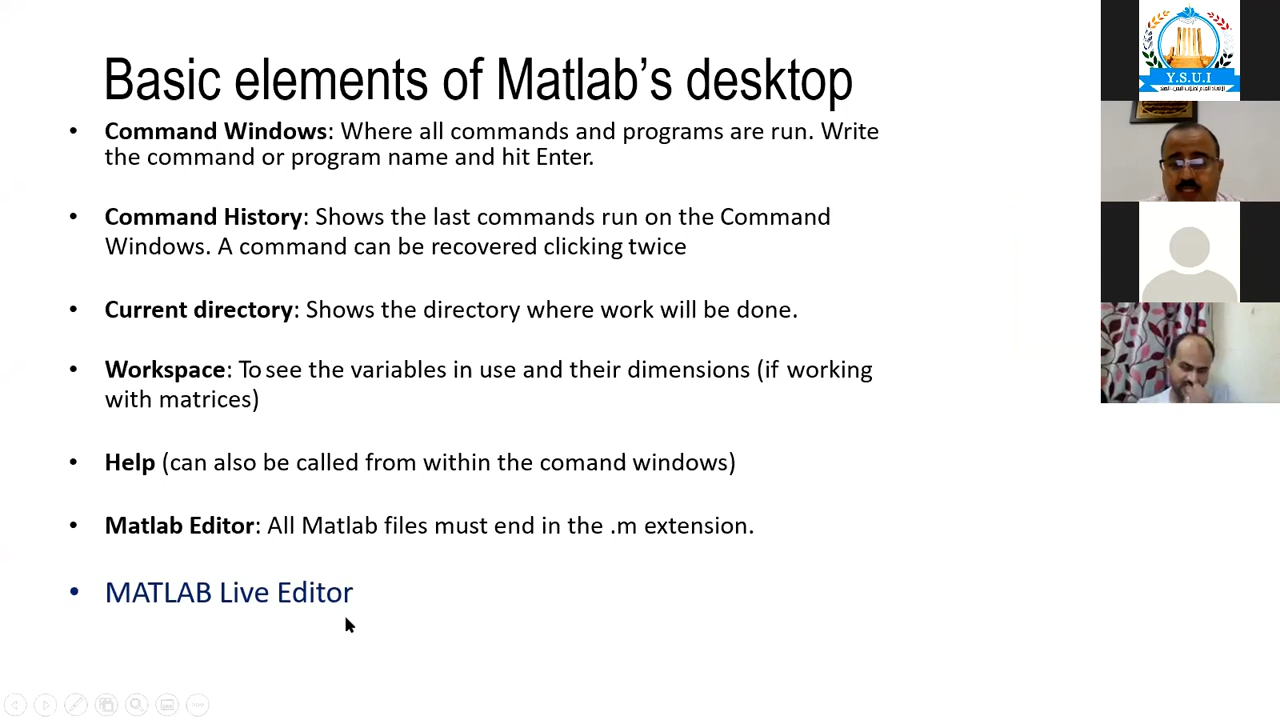 Basic elements of Matlab's desktop
• Command Windows: Where all commands and programs are run. Write
the command or program name and hit Enter.
• Command History: Shows the last commands run on the Command
Windows. A command can be recovered clicking twice
• Current directory: Shows the directory where work will be done.
• Workspace: To see the variables in use and their dimensions (if working
with matrices)
• Help (can also be called from within the comand windows)
• Matlab Editor: All Matlab files must end in the .m extension.
• MATLAB Live Editor
Y.S.U.I